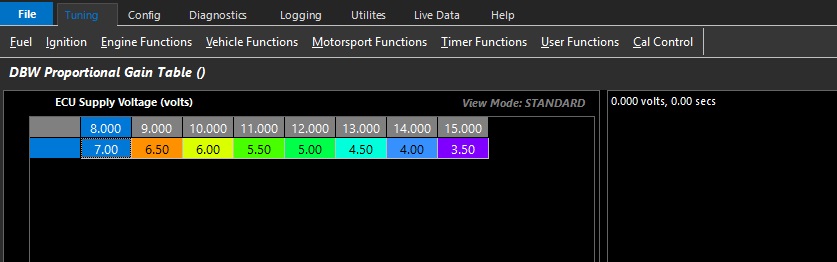 File Tuning Config Diagnostics Logging Utilites Live Data Help
Fuel Ignition Engine Functions Vehicle Functions Motorsport Functions Timer Functions User Functions Cal Control
DBW Proportional Gain Table ()
ECU Supply Voltage (volts) View Mode: STANDARD 0.000 volts, 0.00 secs
8.000 9.000 10.000 11.000 12.000 13.000 14.000 15.000
7.00 6.50 6.00 5.50 5.00 4.50 4.00 3.50